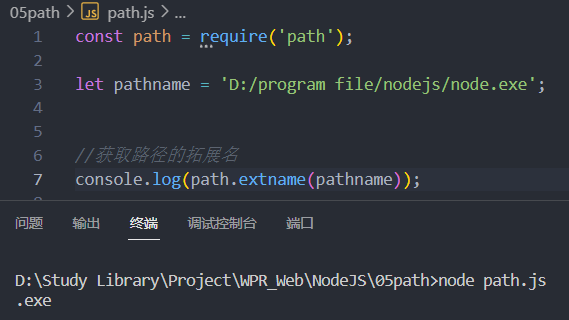 05path > JS path.js > ...
1 const path = require('path');
2
3 let pathname = 'D:/program file/nodejs/node.exe';
4
5
6 //获取路径的拓展名
7 console.log(path.extname(pathname));
问题 输出 终端 调试控制台 端口
D:\Study Library\Project\WPR_Web\NodeJS\05path>node path.js
.exe